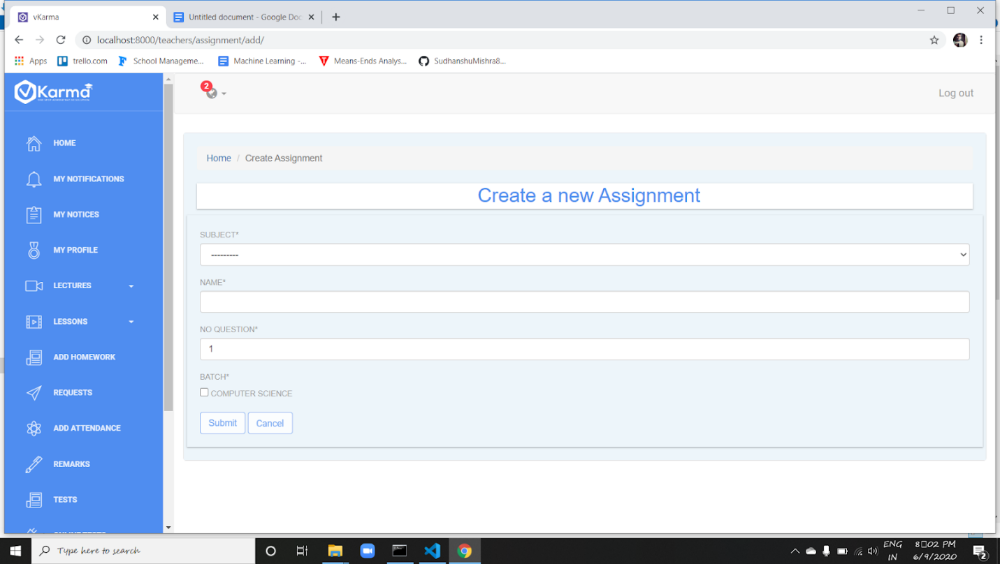 vKarma
Untitled document - Google Doc
localhost:8000/teachers/assignment/add/
Apps trello.com School Manageme... Machine Learning -... Means-Ends Analys... SudhanshuMishra8...
VKarma
2
Log out
HOME
MY NOTIFICATIONS
MY NOTICES
MY PROFILE
LECTURES
LESSONS
ADD HOMEWORK
REQUESTS
ADD ATTENDANCE
REMARKS
TESTS
Home / Create Assignment
Create a new Assignment
SUBJECT*
---------
NAME*
NO QUESTION*
1
BATCH*
COMPUTER SCIENCE
Submit Cancel
Type here to search
ENG
IN
8▯02 PM
6/9/2020
2